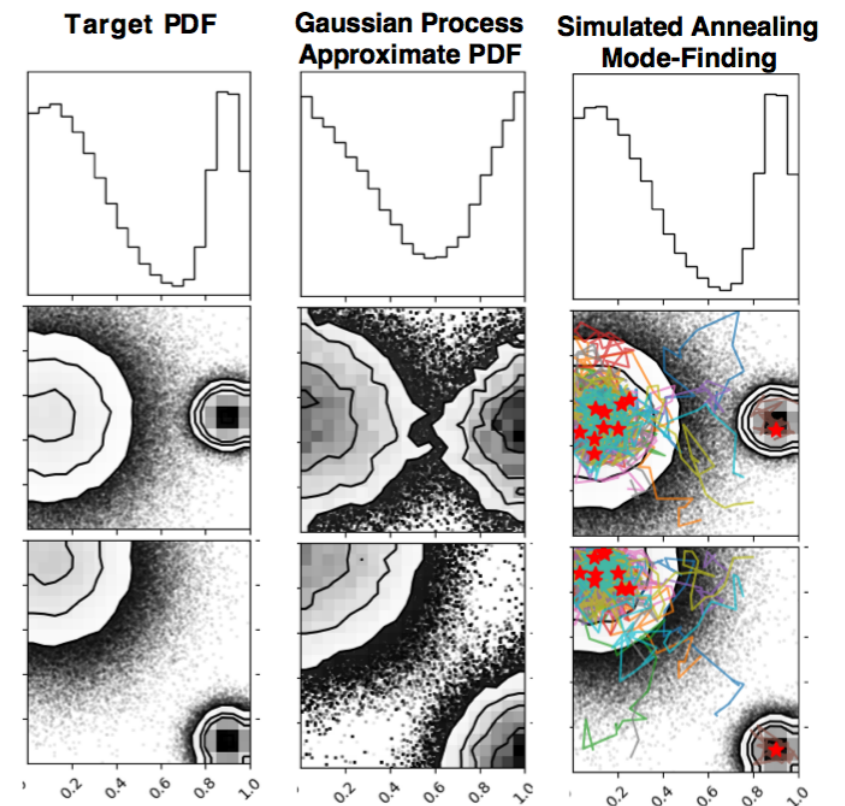 Target PDF
Gaussian Process
Approximate PDF
Simulated Annealing
Mode-Finding
0.2 0.4 0.6 0.8 1.0
0.2 0.4 0.6 0.8 1.0
0.2 0.4 0.6 0.8 1.0